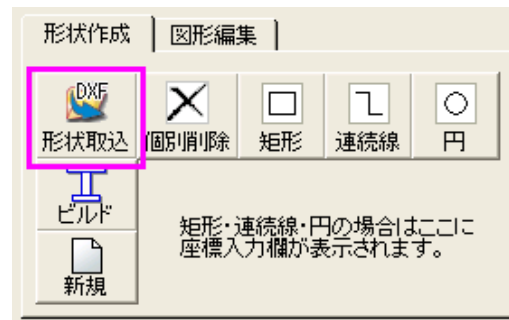 形状作成
図形編集
DXF
形状取込
個別削除
矩形
連続線
円
ビルド
矩形・連続線・円の場合はここに
座標入力欄が表示されます。
新規